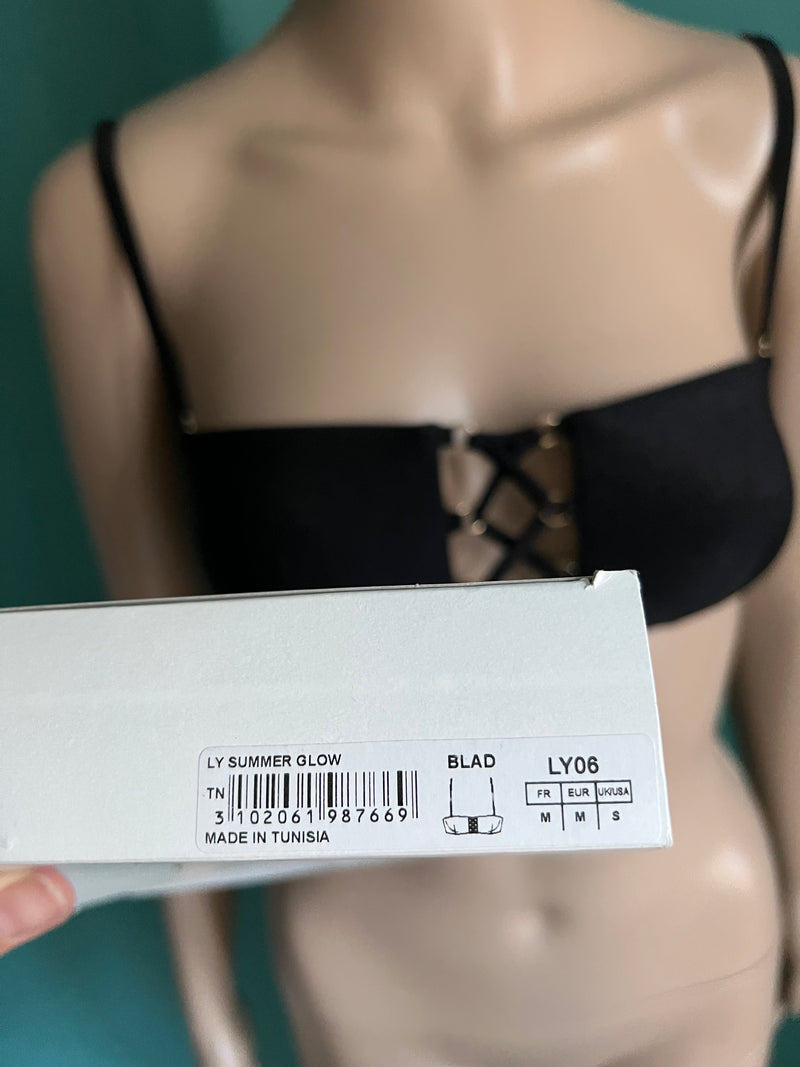 LY SUMMER GLOW
BLAD
LY06
TN
3 102061 987669
MADE IN TUNISIA
FR EUR UK/USA
M M S